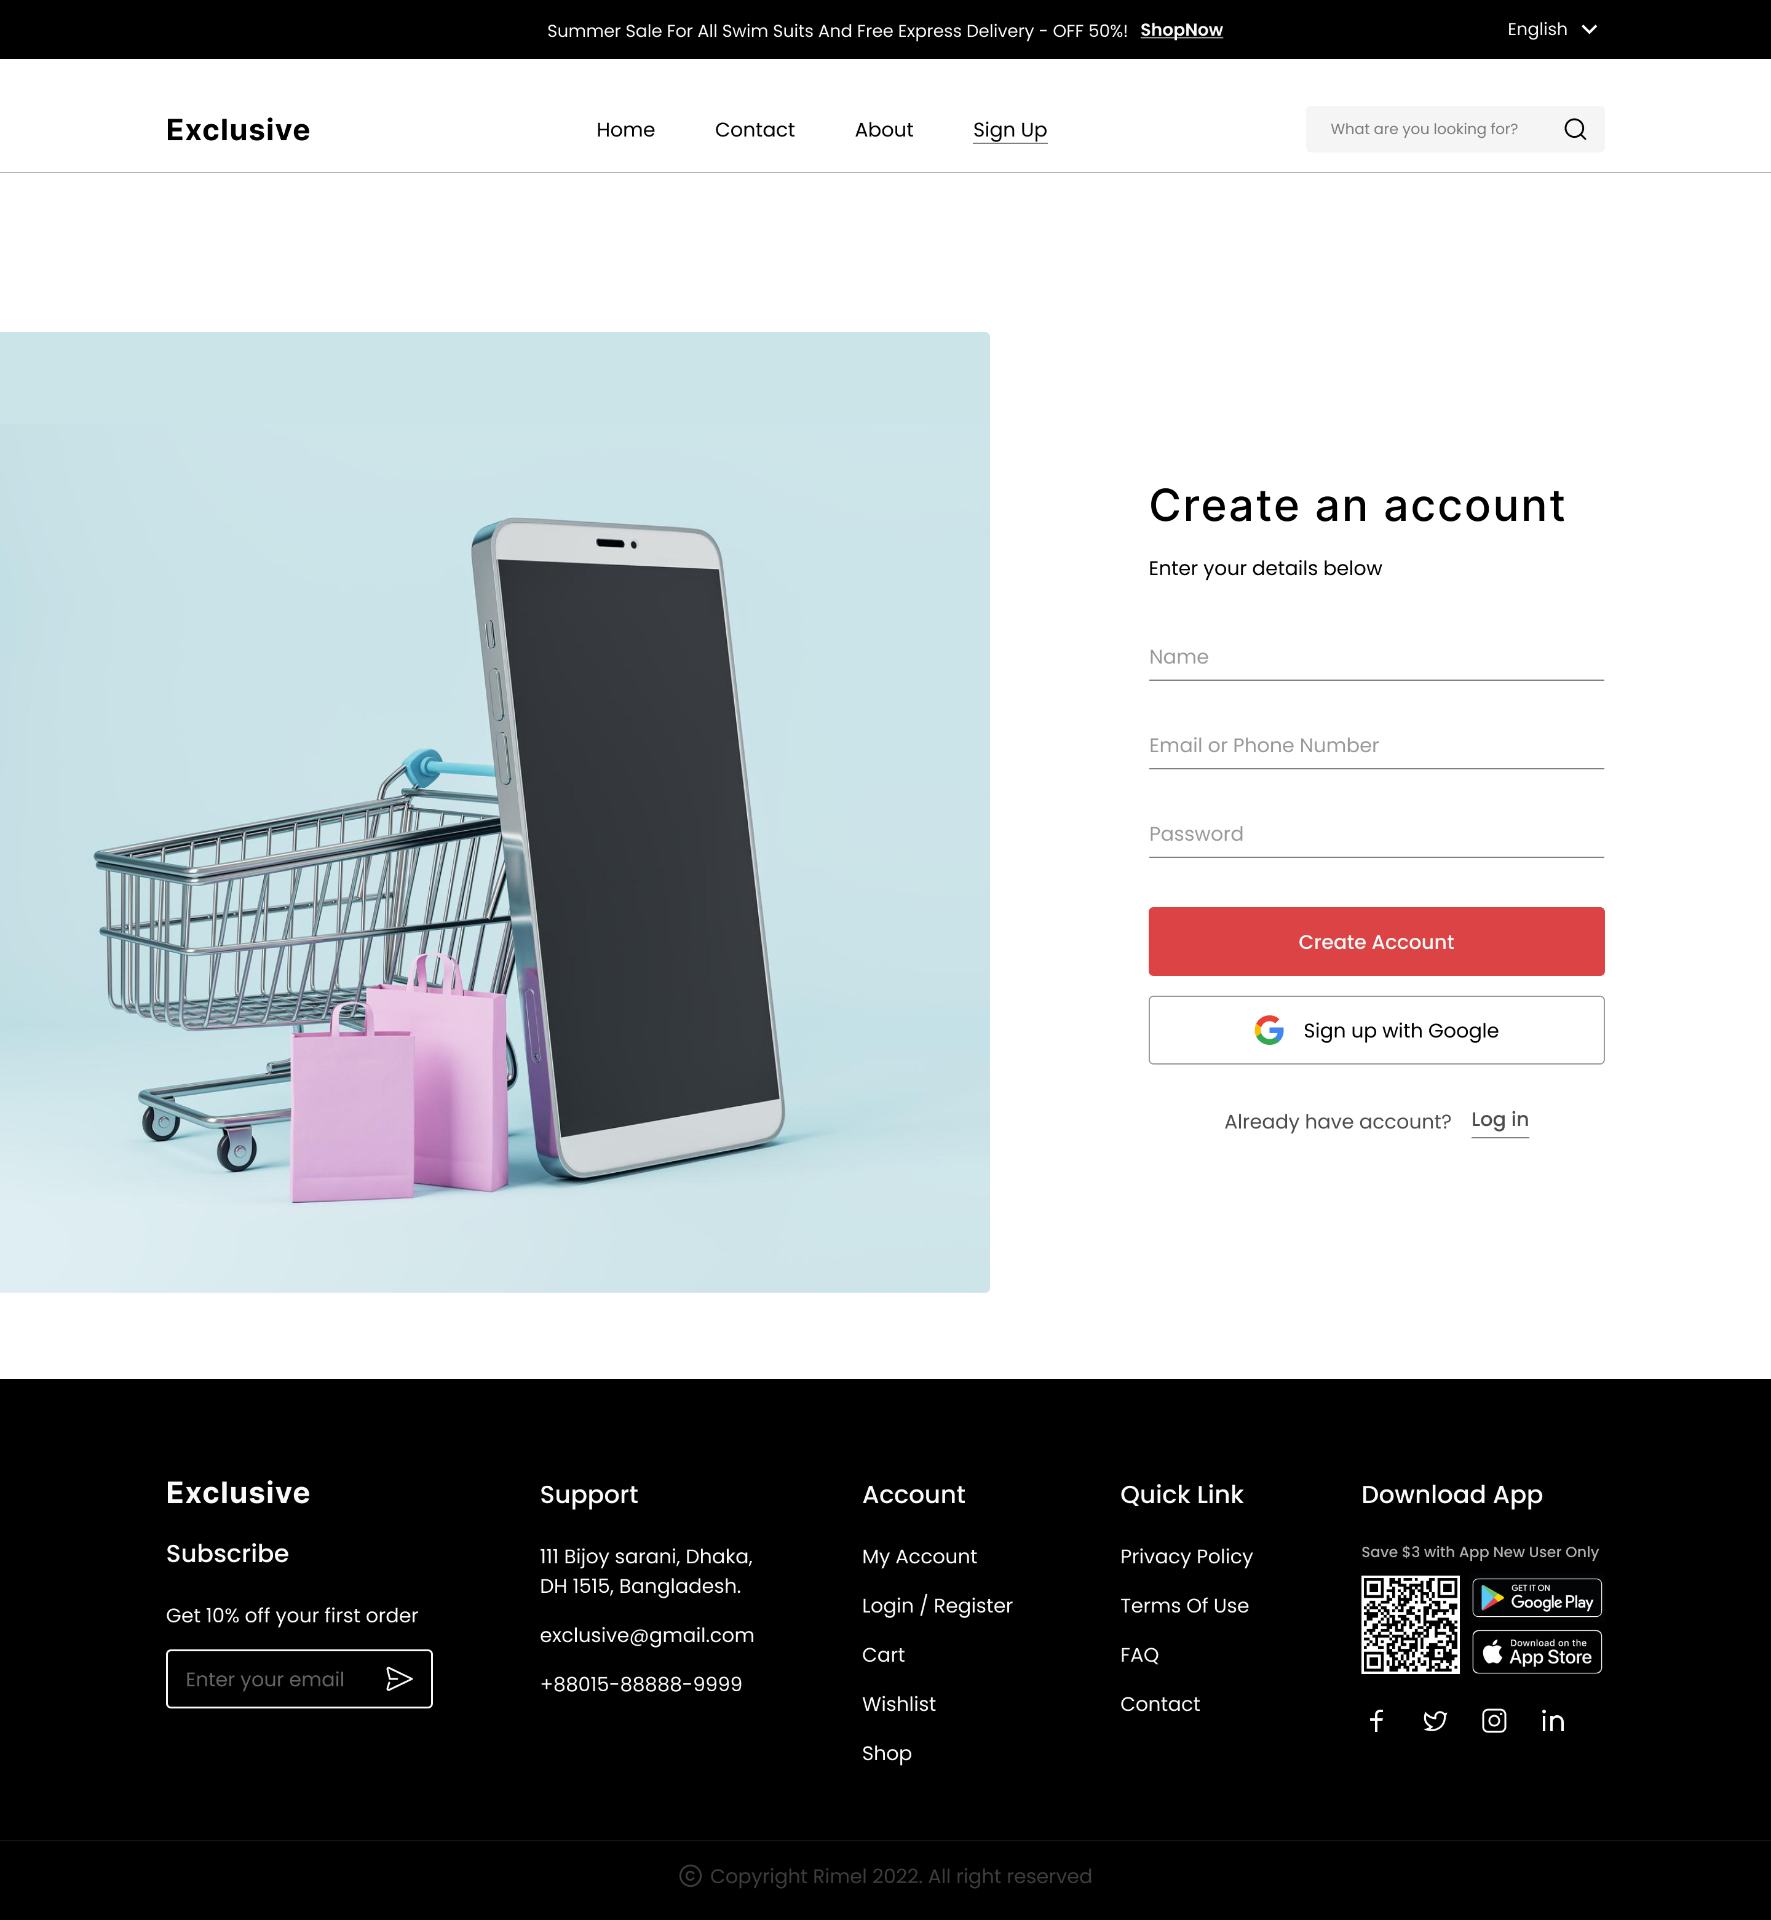 Summer Sale For All Swim Suits And Free Express Delivery - OFF 50%! ShopNow
English
Exclusive
Home
Contact
About
Sign Up
What are you looking for?
Create an account
Enter your details below
Name
Email or Phone Number
Password
Create Account
Sign up with Google
Already have account?
Log in
Exclusive
Subscribe
Get 10% off your first order
Enter your email
Support
111 Bijoy sarani, Dhaka,
DH 1515, Bangladesh.
exclusive@gmail.com
+88015-88888-9999
Account
My Account
Login / Register
Cart
Wishlist
Shop
Quick Link
Privacy Policy
Terms Of Use
FAQ
Contact
Download App
Save $3 with App New User Only
GET IT ON
Google Play
Download on the
App Store
© Copyright Rimel 2022. All right reserved